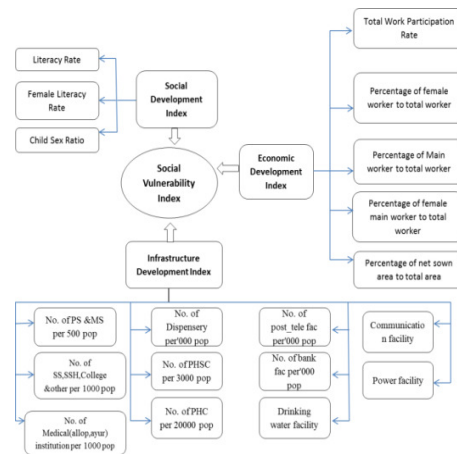 Total Work Participation
Rate
Literacy Rate
Female Literacy
Rate
Child Sex Ratio
Social
Development
Index
Percentage of female
worker to total worker
Social
Vulnerability
Index
Economic
Development
Index
Percentage of Main
worker to total worker
Percentage of female
main worker to total
worker
Percentage of net sown
area to total area
Infrastructure
Development Index
No. of PS &MS
per 500 pop
No. of
Dispensery
per'000 pop
No. of
post_tele fac
per'000 pop
Communicatio
n facility
No. of
SS,SSH,College
&other per 1000 pop
No. of PHSC
per 3000 pop
No. of bank
fac per'000
pop
Power facility
No. of
Medical(allop,ayur)
institution per 1000 pop
No. of PHC
per 20000 pop
Drinking
water facility